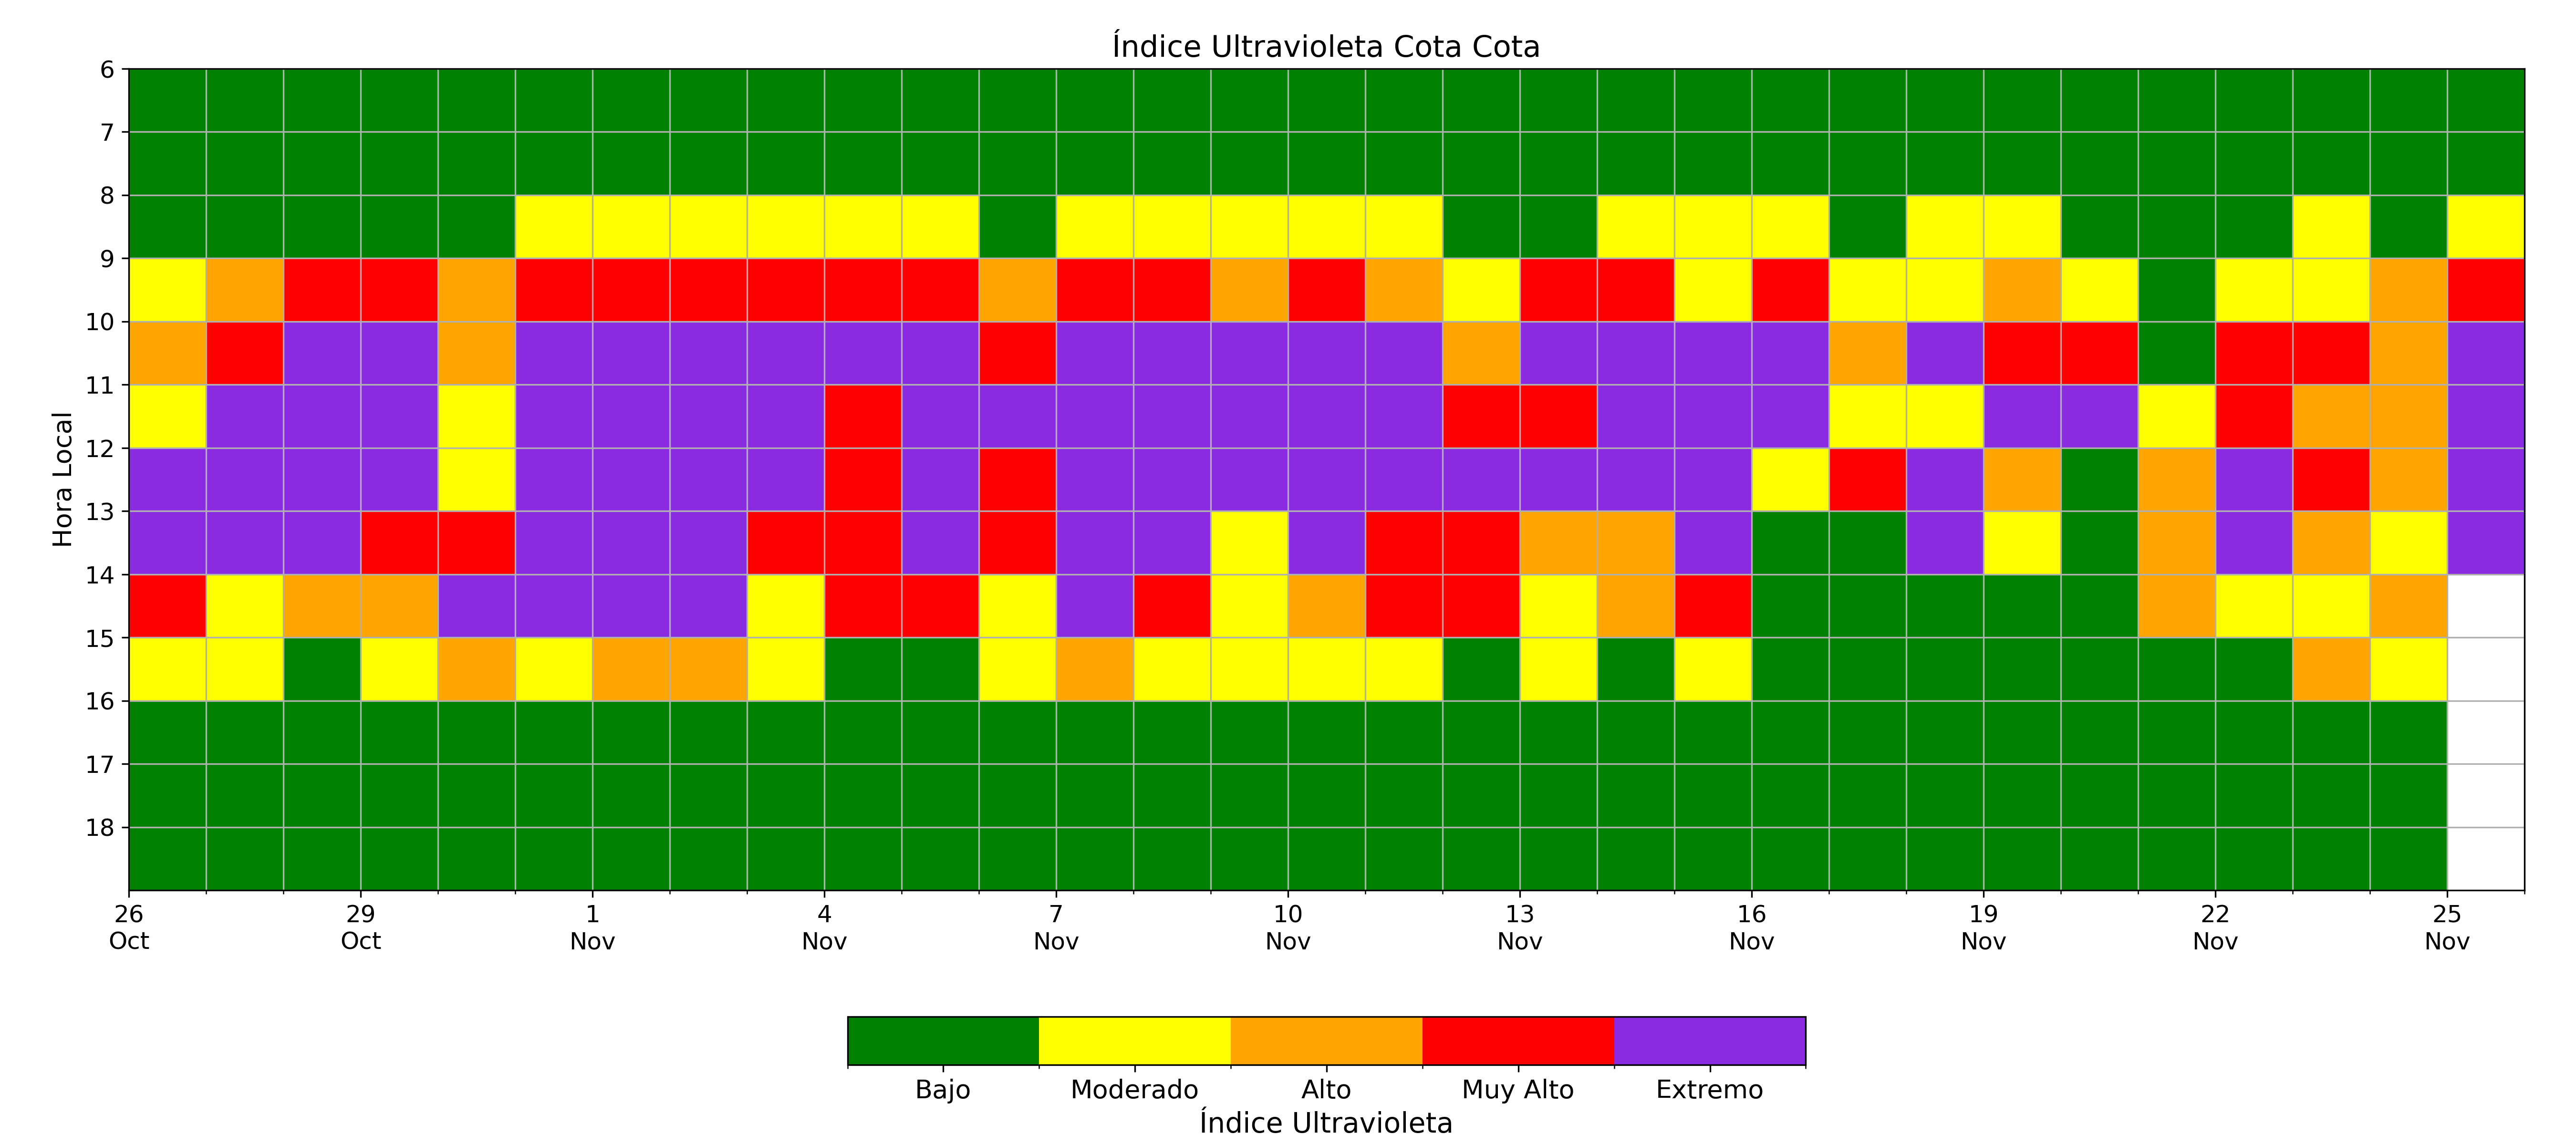 Índice Ultravioleta Cota Cota
Hora Local
6
7
8
9
10
11
12
13
14
15
16
17
18
26 29 1 4 7 10 13 16 19 22 25
Oct Oct Nov Nov Nov Nov Nov Nov Nov Nov Nov
Bajo Moderado Alto Muy Alto Extremo
Índice Ultravioleta